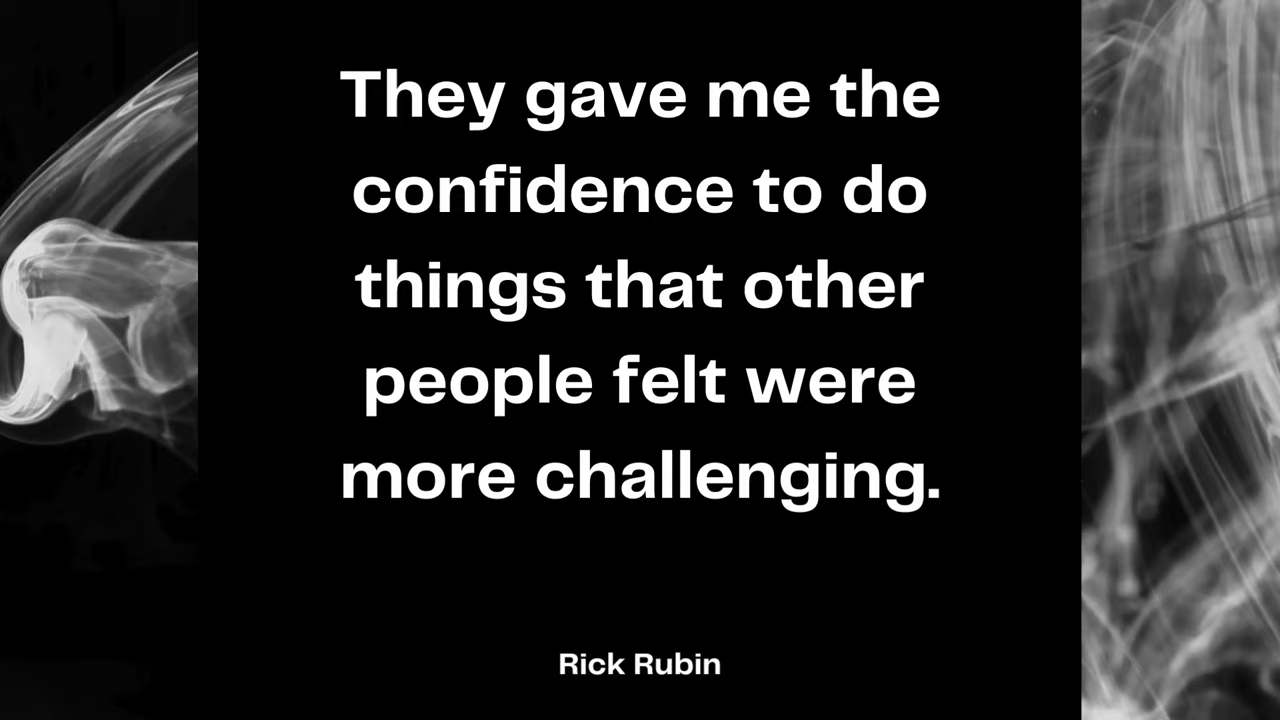 They gave me the
confidence to do
things that other
people felt were
more challenging.
Rick Rubin